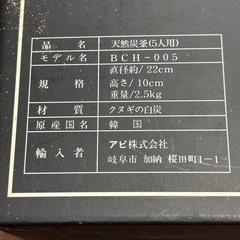 品名 天然炭釜(5人用)
モデル名 BCH-005
規格 直径約/22cm
高さ/10cm
重量/2.5kg
材質 クヌギの白炭
原産国名 韓国
輸入者 アピ株式会社
岐阜市 加納 桜田町1-1